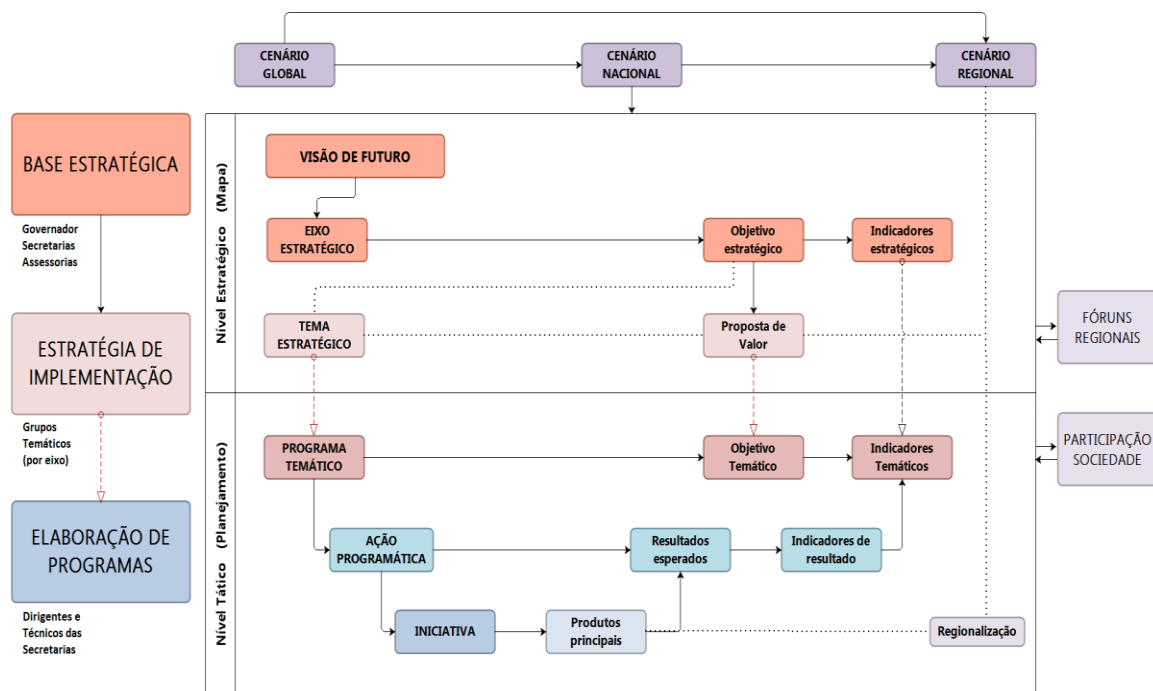 CENÁRIO
GLOBAL
CENÁRIO
NACIONAL
CENÁRIO
REGIONAL
BASE ESTRATÉGICA
Governador
Secretarias
Assessorias
ESTRATÉGIA DE
IMPLEMENTAÇÃO
Grupos
Temáticos
(por eixo)
ELABORAÇÃO DE
PROGRAMAS
Dirigentes e
Técnicos das
Secretarias
Nível Estratégico (Mapa)
VISÃO DE FUTURO
EIXO
ESTRATÉGICO
Objetivo
estratégico
Indicadores
estratégicos
TEMA
ESTRATÉGICO
Proposta de
Valor
Nível Tático (Planejamento)
PROGRAMA
TEMÁTICO
Objetivo
Temático
Indicadores
Temáticos
AÇÃO
PROGRAMÁTICA
Resultados
esperados
Indicadores de
resultado
INICIATIVA
Produtos
principais
Regionalização
FÓRUNS
REGIONAIS
PARTICIPAÇÃO
SOCIEDADE